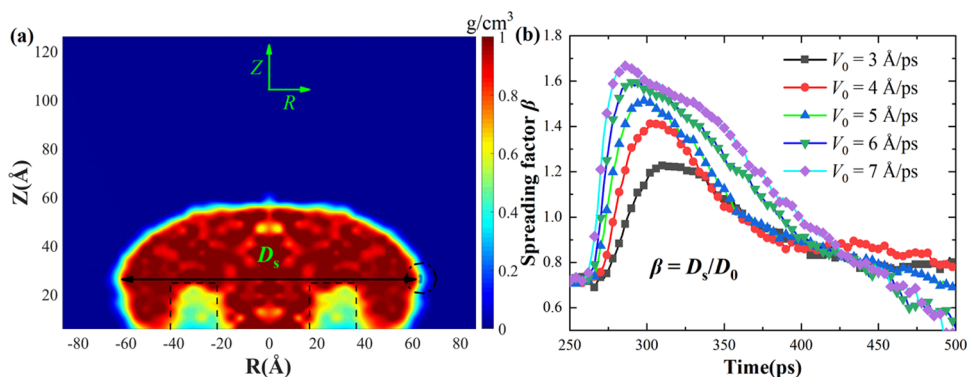 (a)
g/cm³
120
100
80
60
40
20
Z(Å)
Z
R
Dₛ
-80 -60 -40 -20 0 20 40 60 80
R(Å)
1
0.8
0.6
0.4
0.2
0
(b)
1.8
1.6
1.4
1.2
1.0
0.8
0.6
Spreading factor β
V₀ = 3 Å/ps
V₀ = 4 Å/ps
V₀ = 5 Å/ps
V₀ = 6 Å/ps
V₀ = 7 Å/ps
β = Dₛ/D₀
250 300 350 400 450 500
Time(ps)